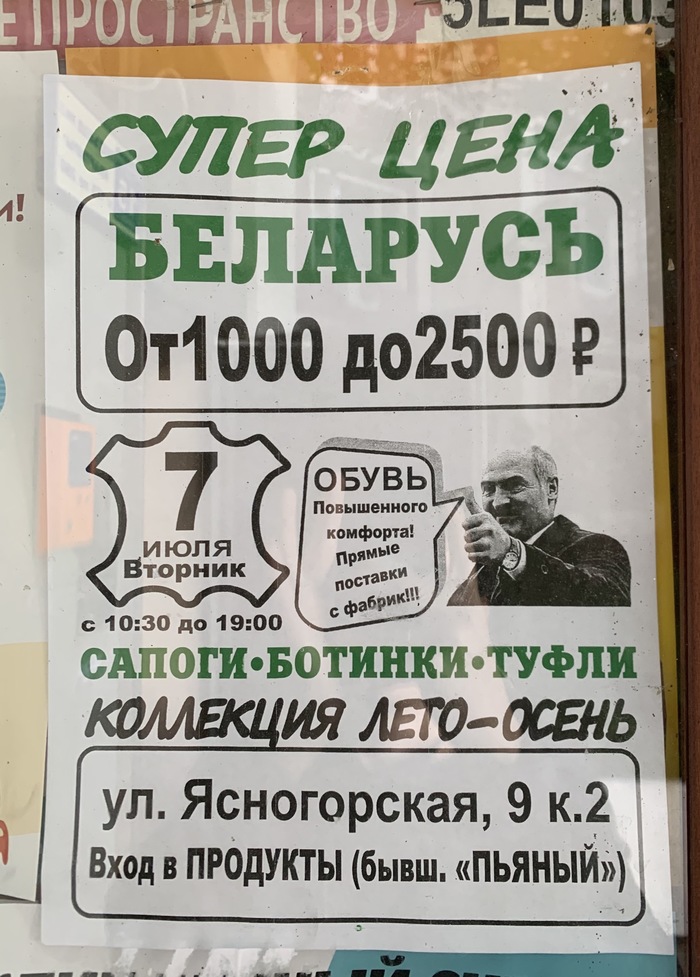 Е ПРОСТРАНСТВО
5LE0103
и!
СУПЕР ЦЕНА
БЕЛАРУСЬ
От1000 до2500 ₽
7
ИЮЛЯ
Вторник
с 10:30 до 19:00
ОБУВЬ
Повышенного
комфорта!
Прямые
поставки
с фабрик!!!
САПОГИ•БОТИНКИ•ТУФЛИ
КОЛЛЕКЦИЯ ЛЕТО-ОСЕНЬ
ул. Ясногорская, 9 к.2
Вход в ПРОДУКТЫ (бывш. «ПЬЯНЫЙ»)